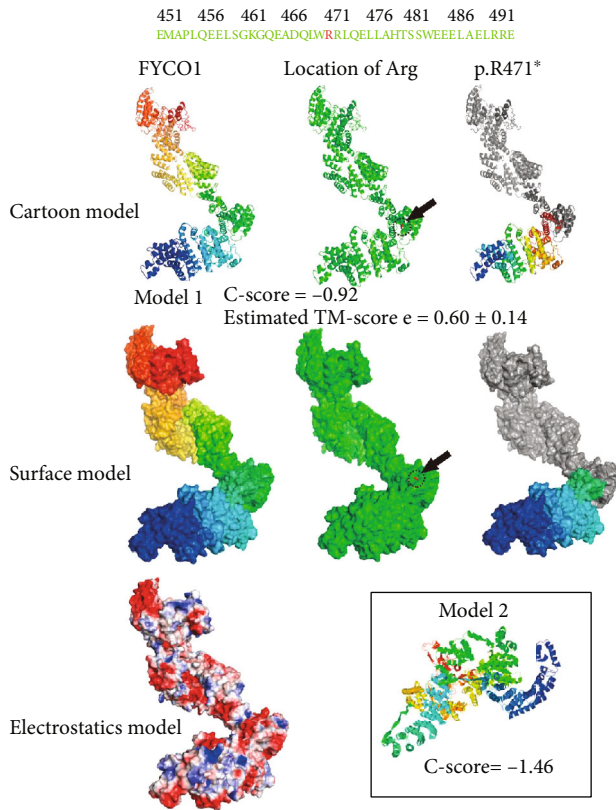 451 456 461 466 471 476 481 486 491
EMAPLQEELSGKGQEADQLWRRLQELLAHTSSWEEELAELRRE
FYCO1 Location of Arg p.R471*
Cartoon model
Model 1 C-score = –0.92
Estimated TM-score e = 0.60 ± 0.14
Surface model
Electrostatics model
Model 2
C-score= –1.46